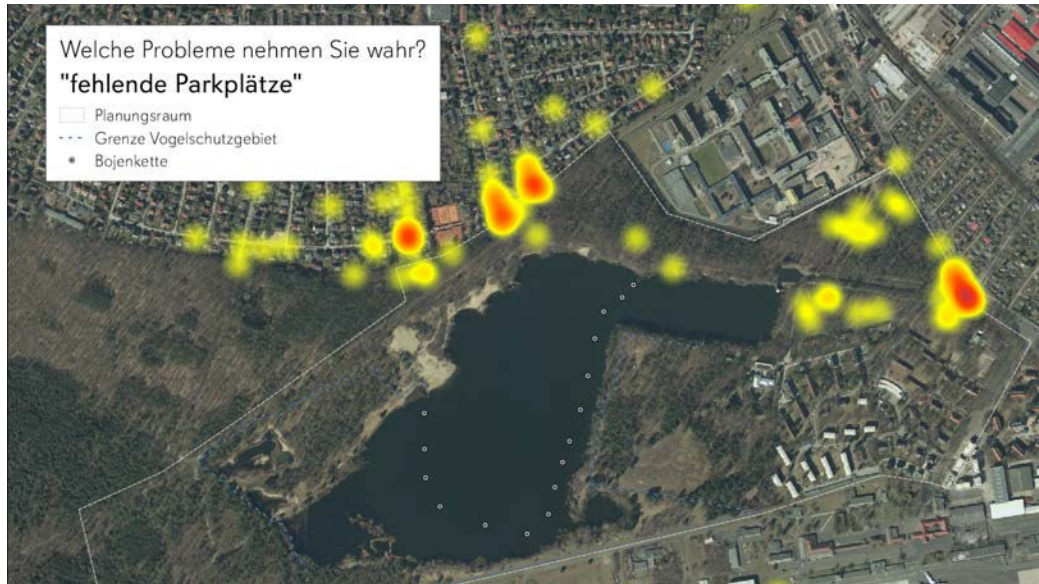 Welche Probleme nehmen Sie wahr?
"fehlende Parkplätze"
Planungsraum
Grenze Vogelschutzgebiet
Bojenkette